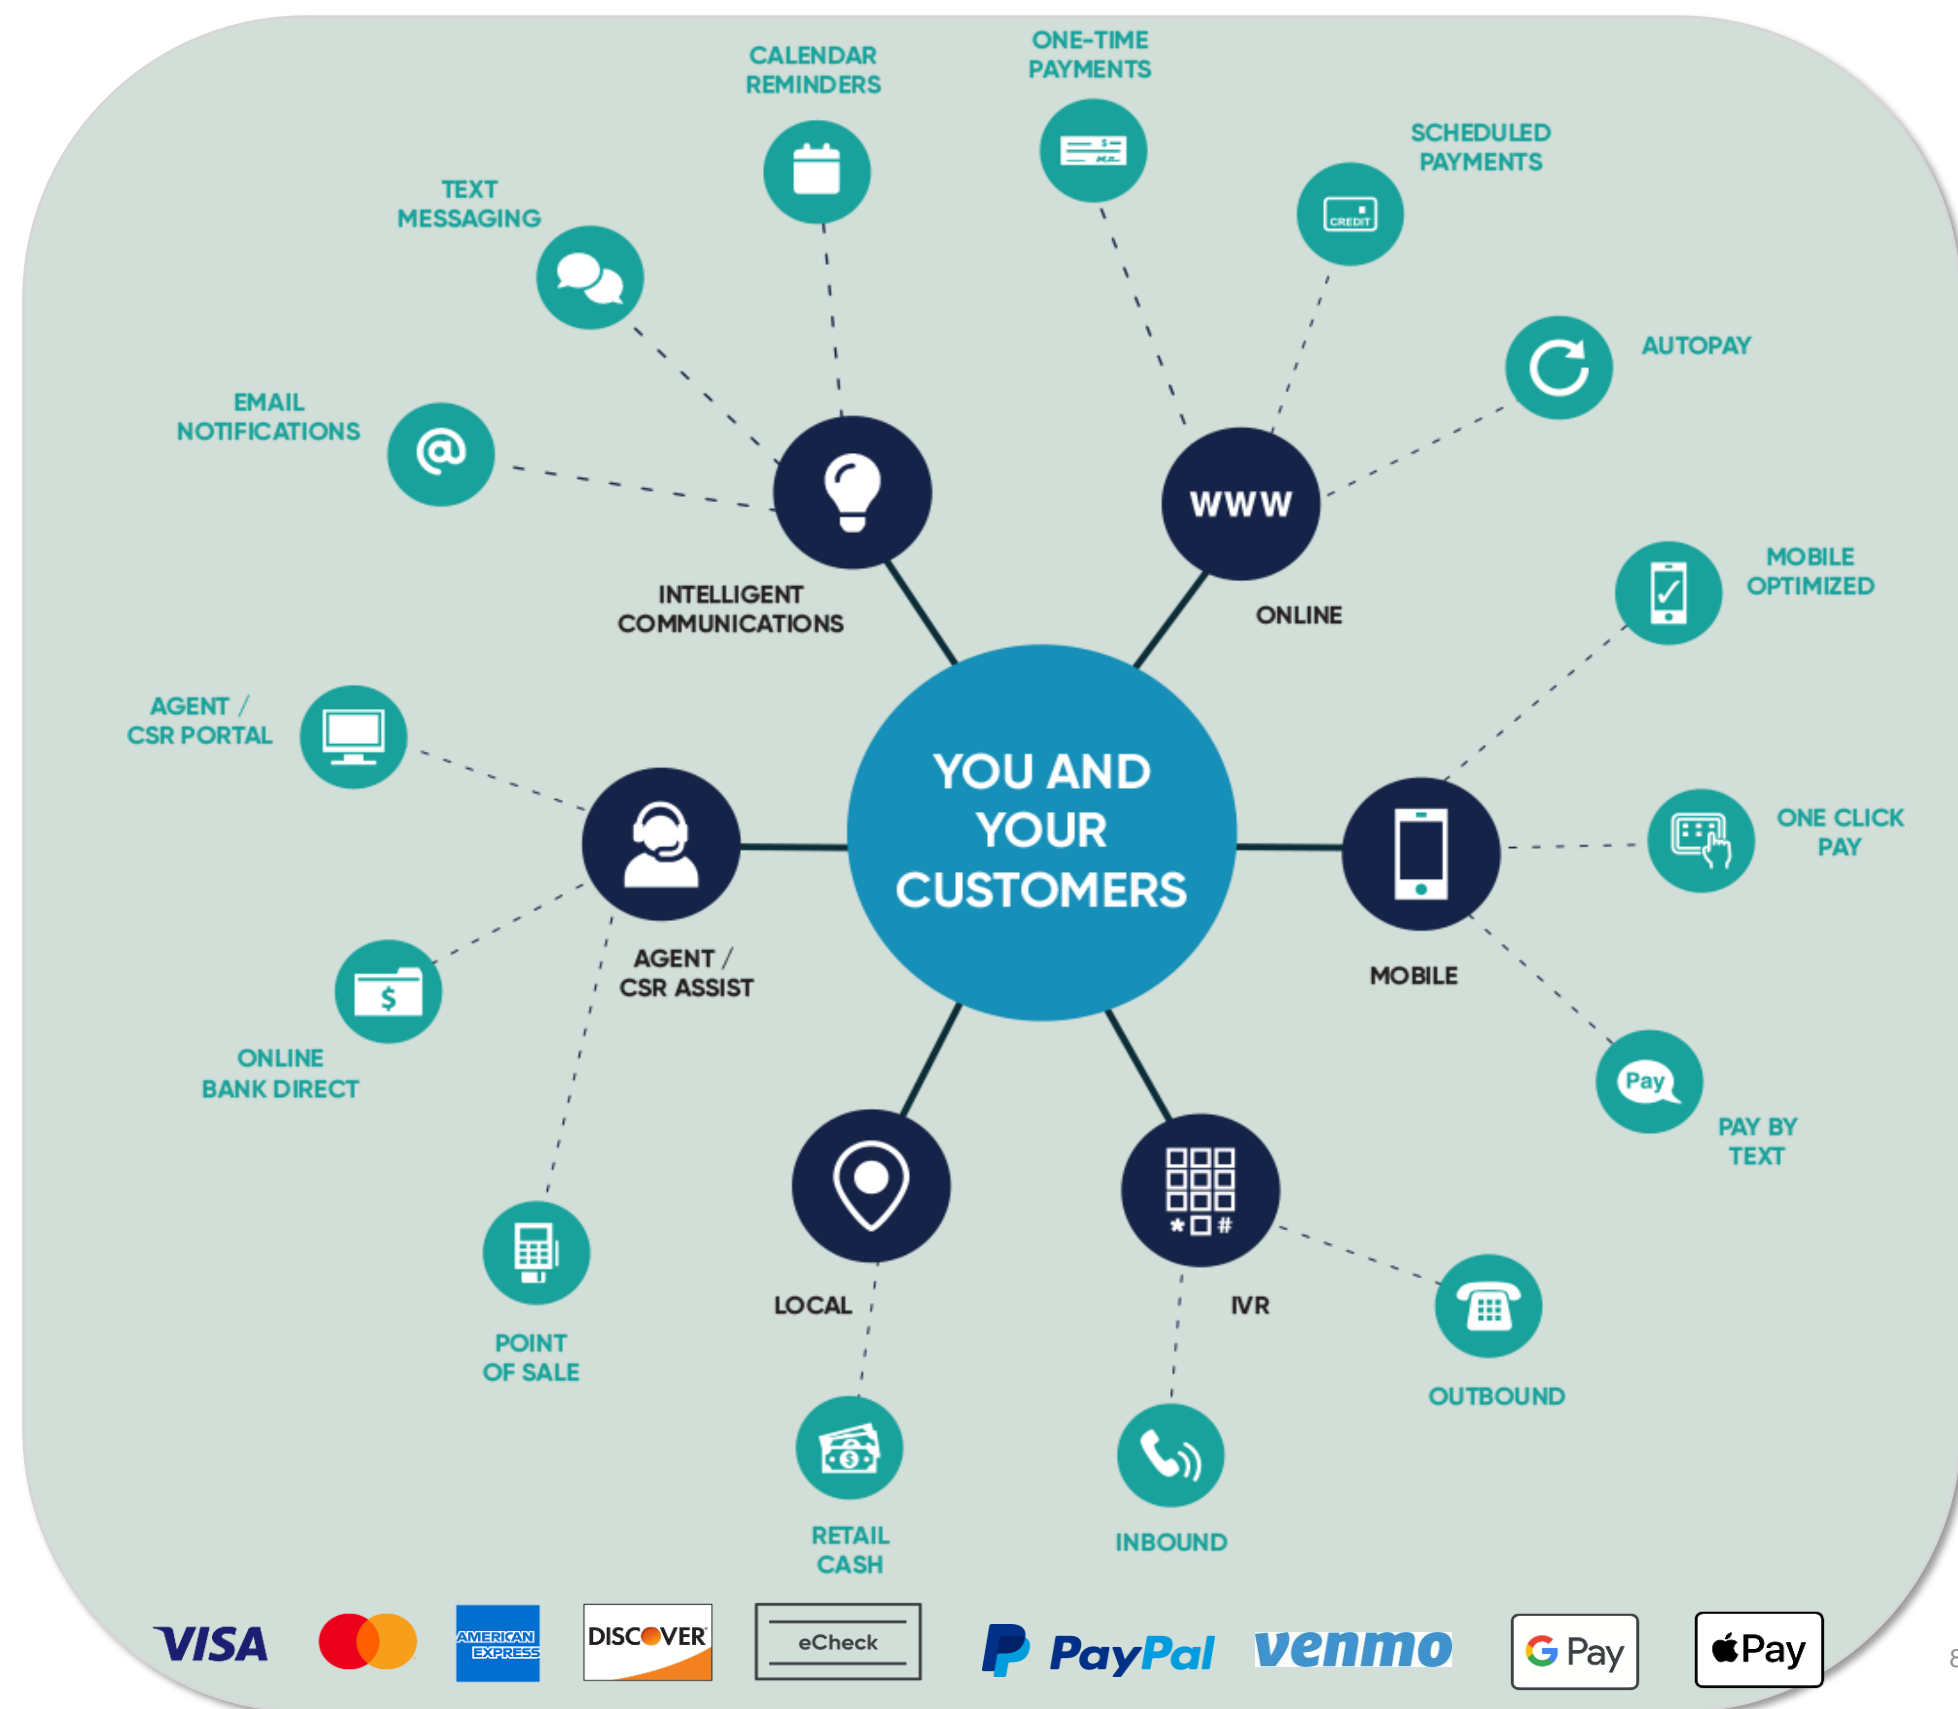 CALENDAR
REMINDERS
ONE-TIME
PAYMENTS
SCHEDULED
PAYMENTS
CREDIT
TEXT
MESSAGING
AUTOPAY
EMAIL
NOTIFICATIONS
@
WWW
MOBILE
OPTIMIZED
INTELLIGENT
COMMUNICATIONS
ONLINE
AGENT /
CSR PORTAL
YOU AND
YOUR
CUSTOMERS
ONE CLICK
PAY
AGENT /
CSR ASSIST
MOBILE
$
ONLINE
BANK DIRECT
Pay
PAY BY
TEXT
* #
LOCAL
IVR
POINT
OF SALE
OUTBOUND
$
RETAIL
CASH
INBOUND
VISA
AMERICAN
EXPRESS
DISCOVER
eCheck
P PayPal
venmo
G Pay
Pay
8